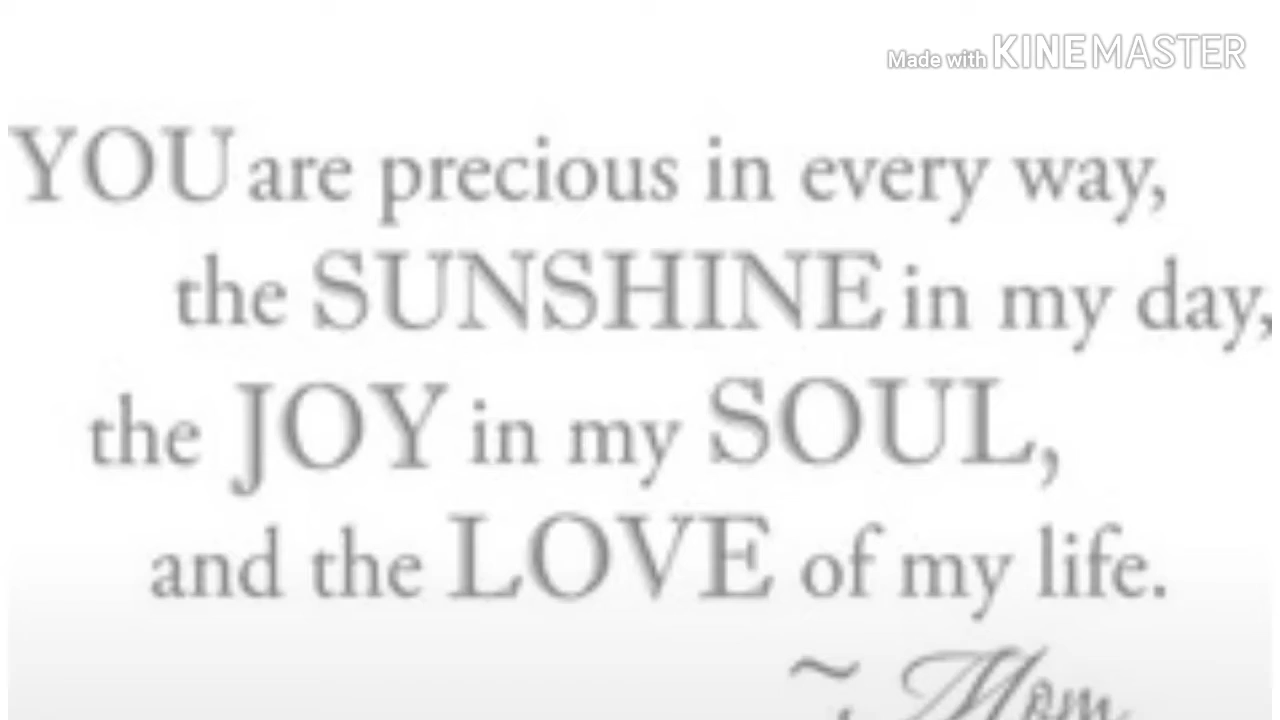 Made with KINEMASTER
YOU are precious in every way,
the SUNSHINE in my day,
the JOY in my SOUL,
and the LOVE of my life.
~ Mom